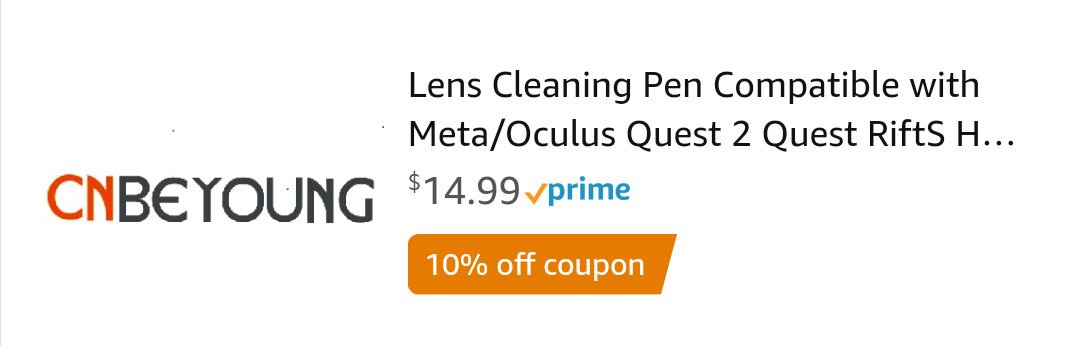 CNBEYOUNG
Lens Cleaning Pen Compatible with
Meta/Oculus Quest 2 Quest RiftS H...
$14.99 prime
10% off coupon